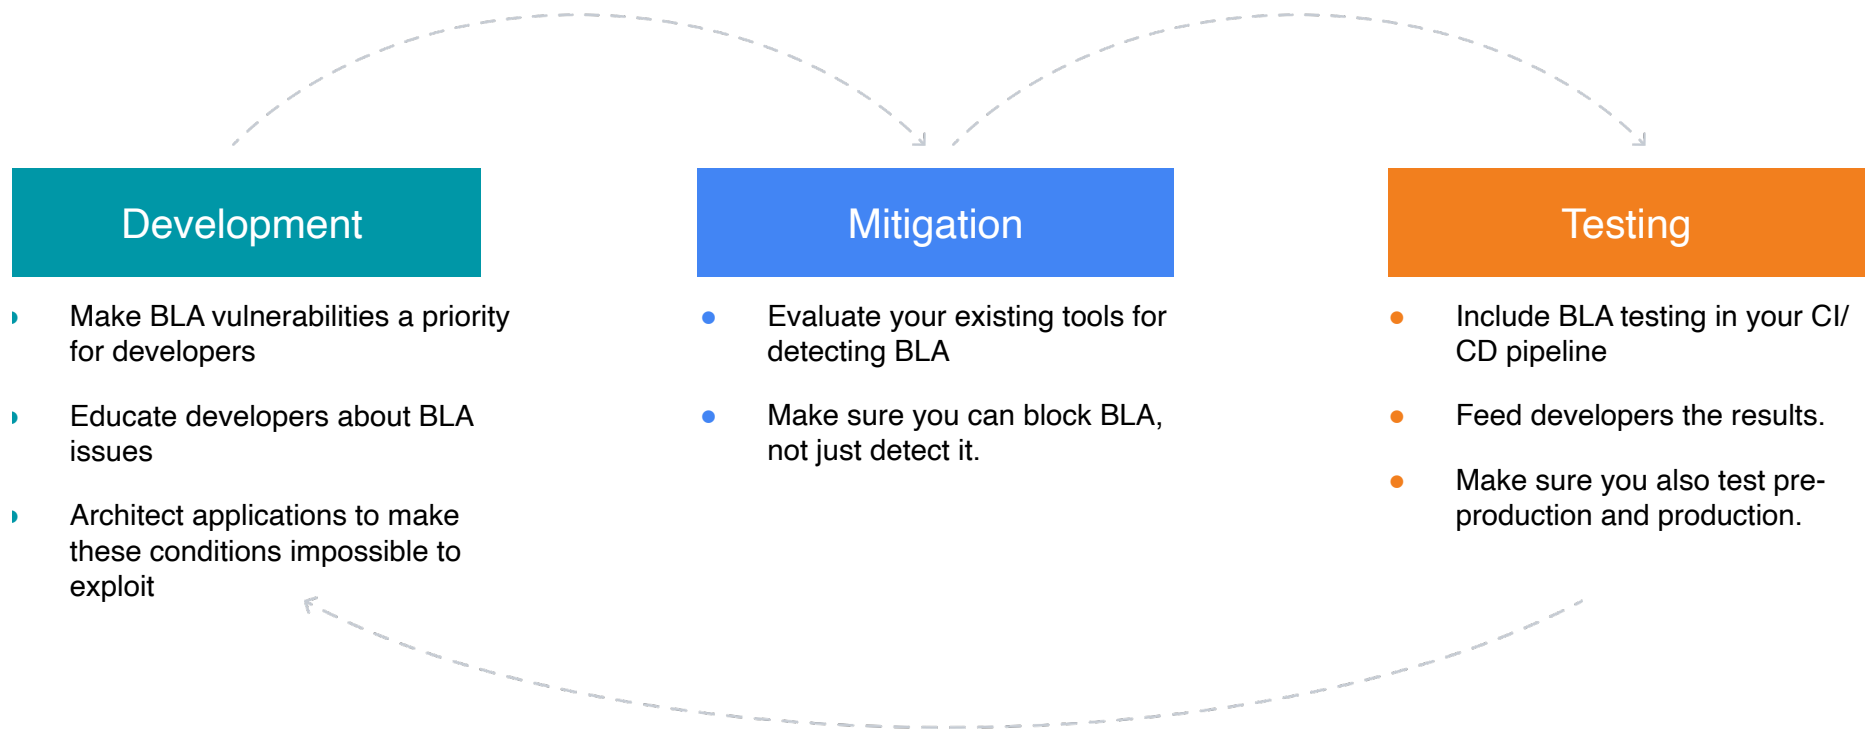 Development
Make BLA vulnerabilities a priority
for developers
Educate developers about BLA
issues
Architect applications to make
these conditions impossible to
exploit
Mitigation
Evaluate your existing tools for
detecting BLA
Make sure you can block BLA,
not just detect it.
Testing
Include BLA testing in your CI/
CD pipeline
Feed developers the results.
Make sure you also test pre-
production and production.